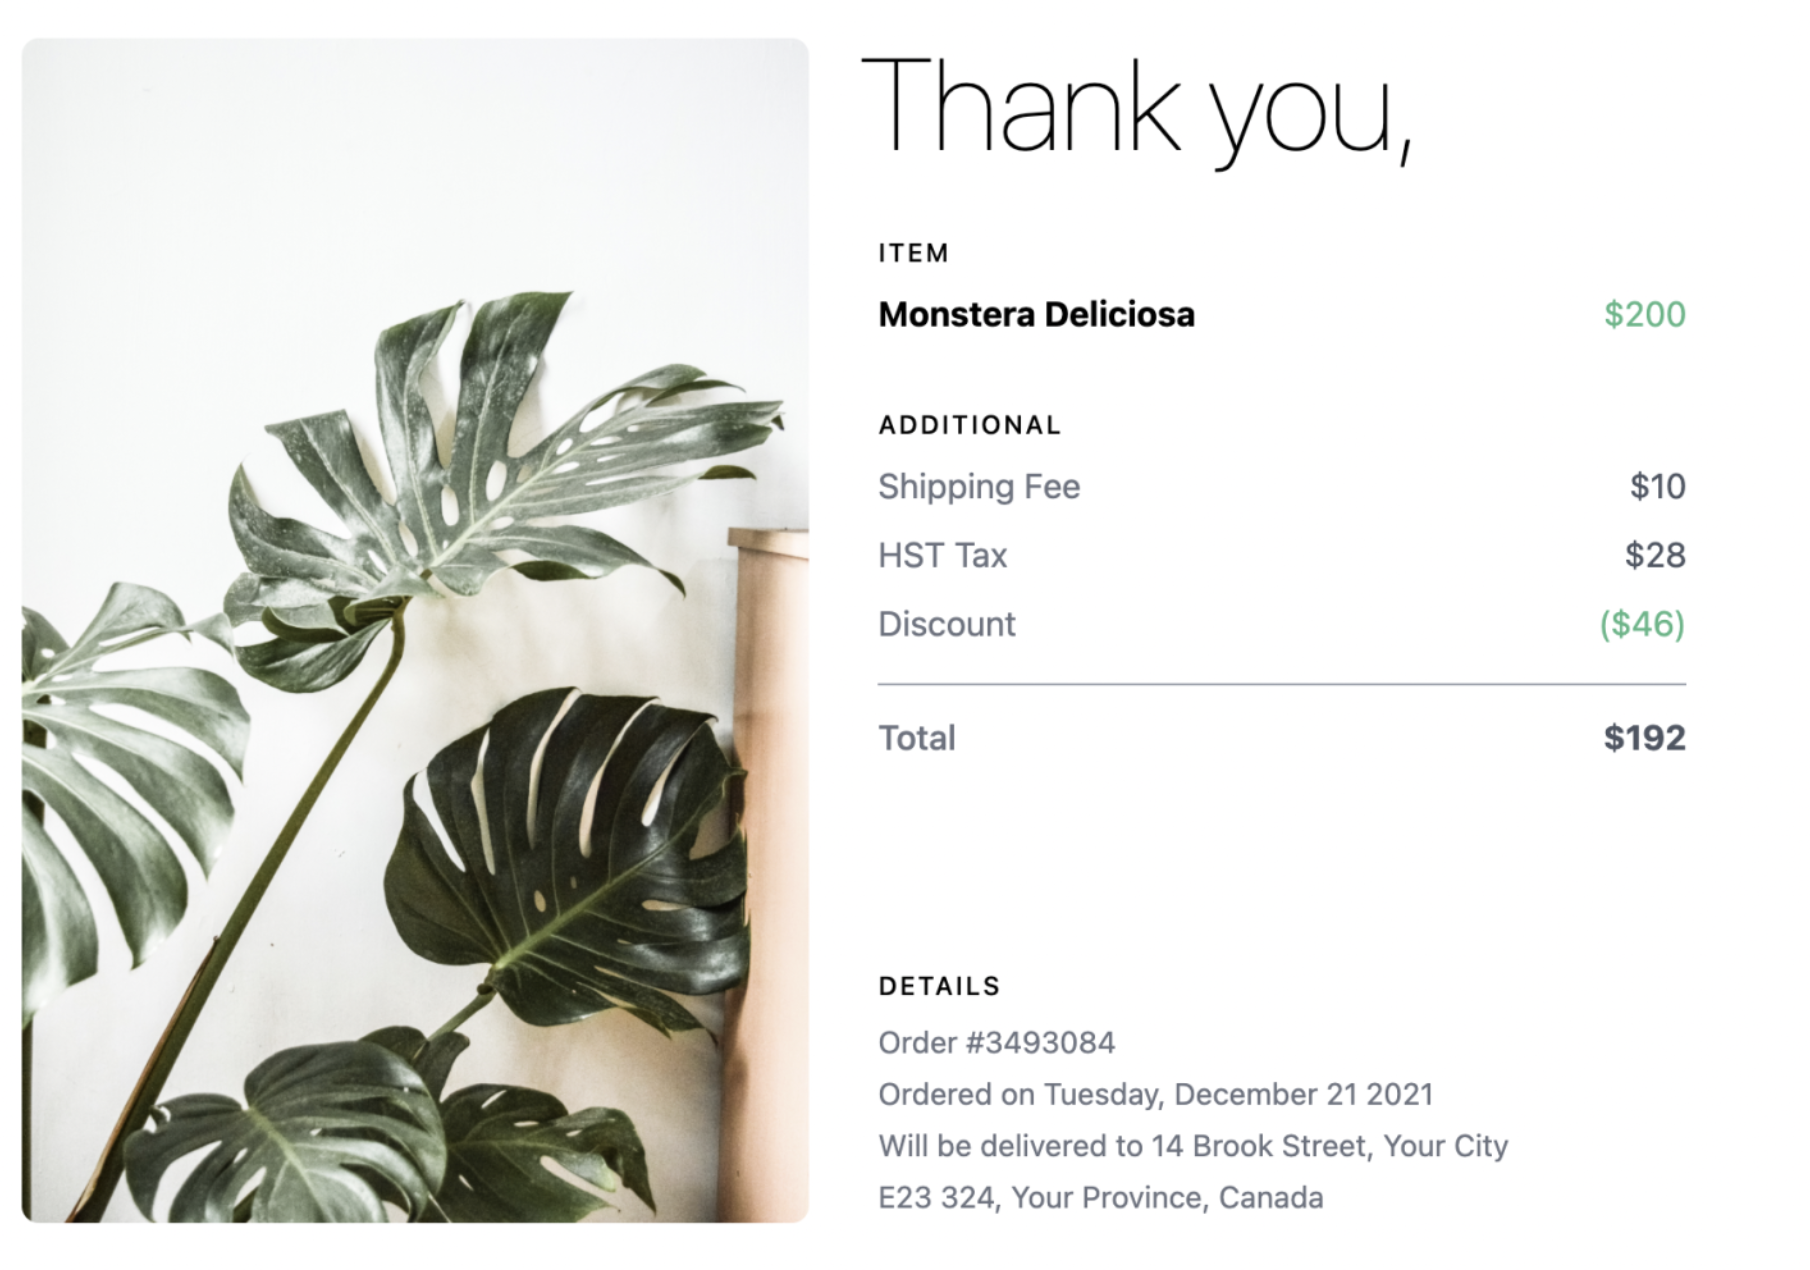 Thank you,
ITEM
Monstera Deliciosa $200
ADDITIONAL
Shipping Fee $10
HST Tax $28
Discount ($46)
Total $192
DETAILS
Order #3493084
Ordered on Tuesday, December 21 2021
Will be delivered to 14 Brook Street, Your City
E23 324, Your Province, Canada